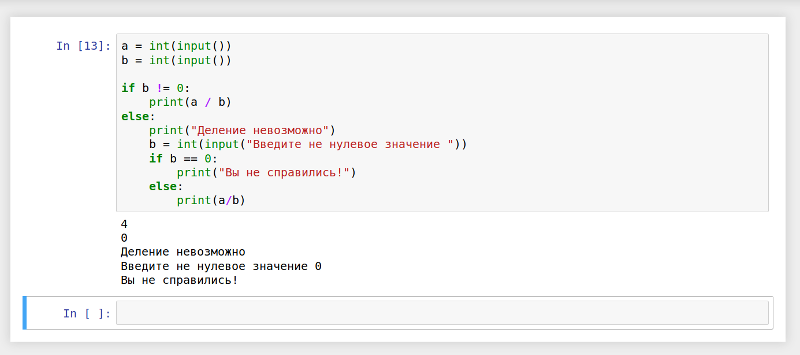 In [13]: a = int(input())
b = int(input())
if b != 0:
    print(a / b)
else:
    print("Деление невозможно")
    b = int(input("Введите не нулевое значение "))
    if b == 0:
        print("Вы не справились!")
    else:
        print(a/b)
4
0
Деление невозможно
Введите не нулевое значение 0
Вы не справились!
In [ ]: